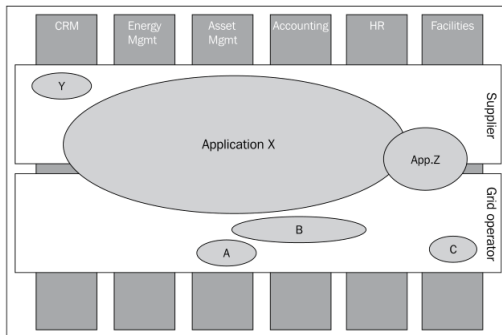 CRM
Energy
Mgmt
Asset
Mgmt
Accounting
HR
Facilities
Y
Application X
App.Z
Supplier
B
A
C
Grid operator